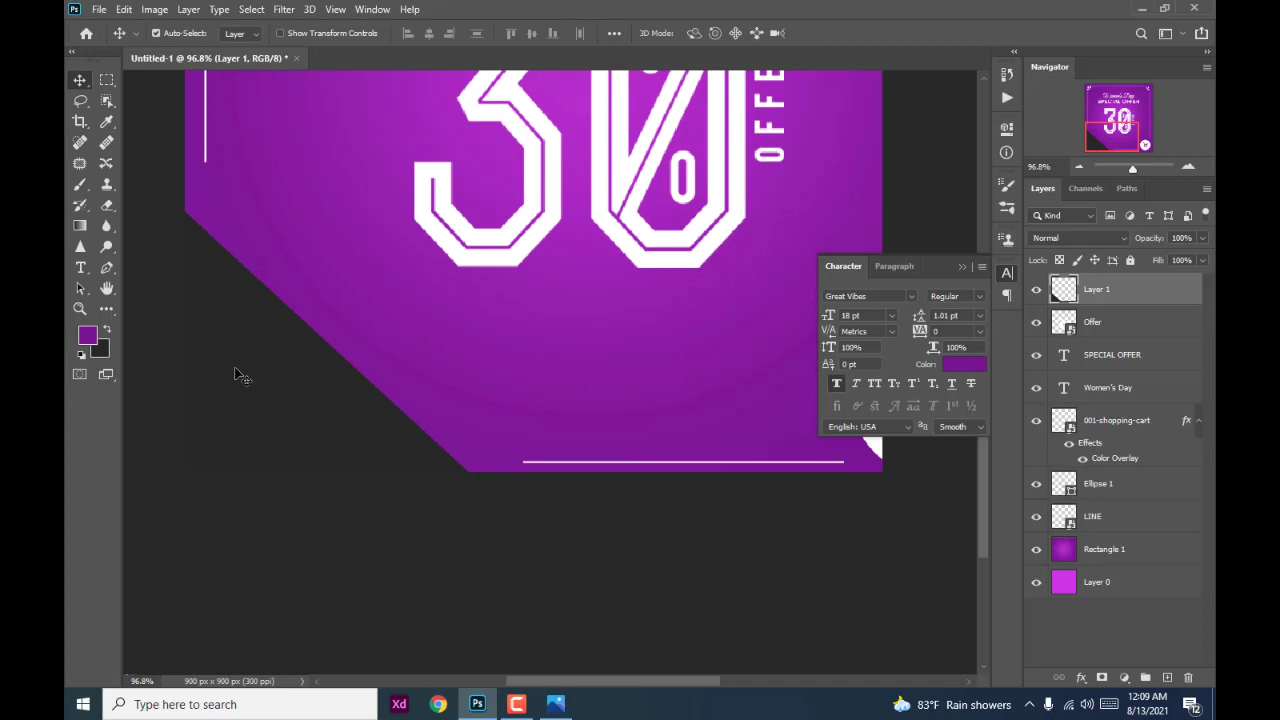 Ps File Edit Image Layer Type Select Filter 3D View Window Help
Auto-Select: Layer Show Transform Controls 3D Mode:
Untitled-1 @ 96.8% (Layer 1, RGB/8) * ×
30
%
OFFE
Navigator
96.8%
Layers Channels Paths
Kind
Normal Opacity: 100%
Lock: Fill: 100%
Layer 1
Offer
SPECIAL OFFER
Women's Day
001-shopping-cart fx
Effects
Color Overlay
Ellipse 1
LINE
Rectangle 1
Layer 0
Character Paragraph
Great Vibes Regular
18 pt 1.01 pt
Metrics 0
100% 100%
0 pt Color:
English: USA Smooth
96.8% 900 px x 900 px (300 ppi)
Type here to search
Xd Ps 83°F Rain showers
12:09 AM
8/13/2021